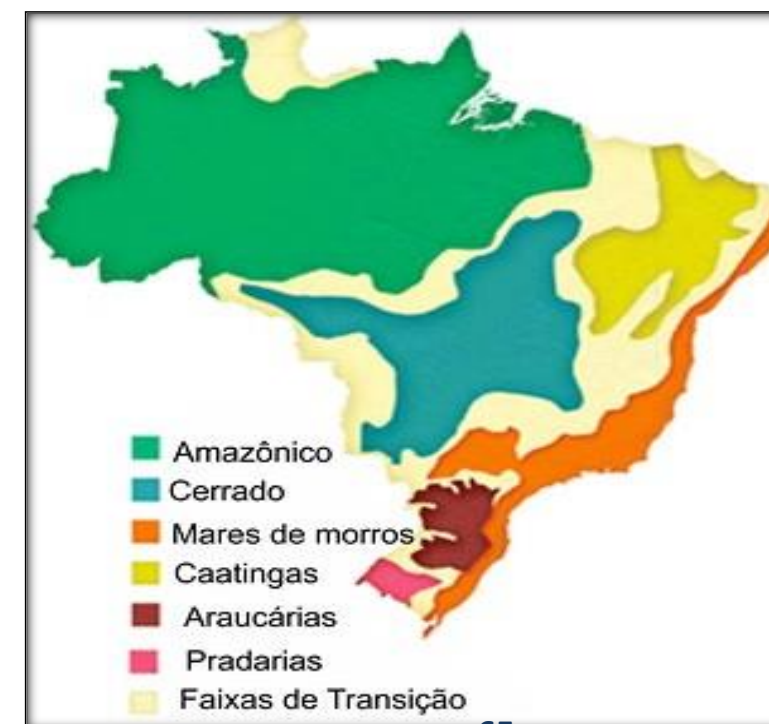 Amazônico
Cerrado
Mares de morros
Caatingas
Araucárias
Pradarias
Faixas de Transição